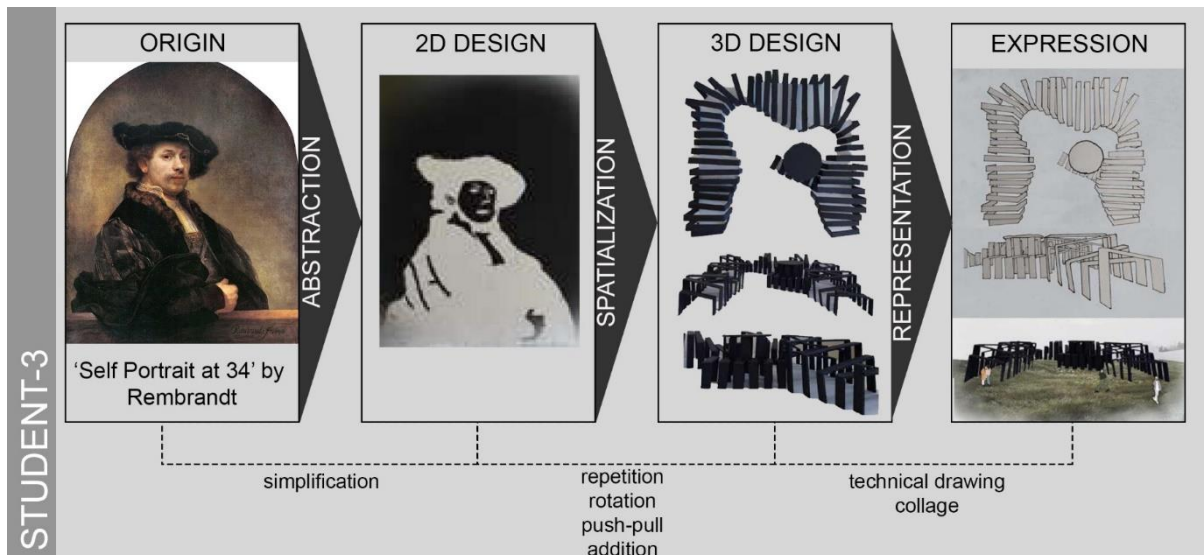 STUDENT-3
ORIGIN
‘Self Portrait at 34’ by
Rembrandt
ABSTRACTION
2D DESIGN
SPATIALIZATION
3D DESIGN
REPRESENTATION
EXPRESSION
simplification
repetition
rotation
push-pull
addition
technical drawing
collage